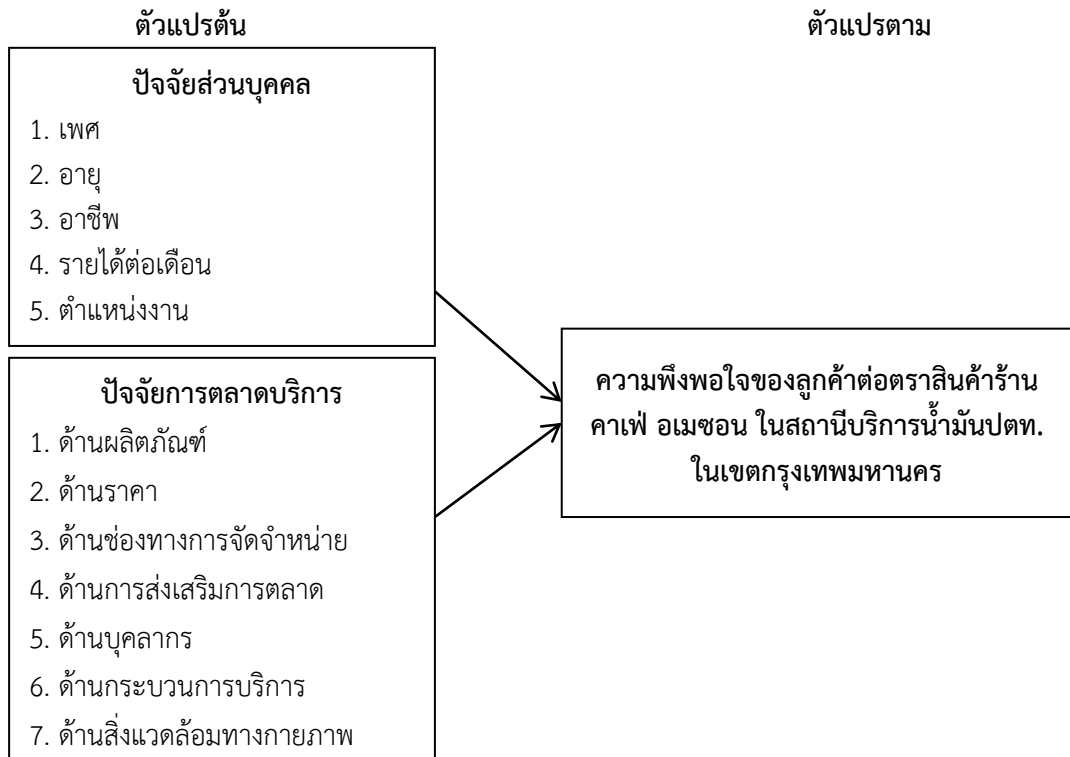 ตัวแปรต้น
ตัวแปรตาม
ปัจจัยส่วนบุคคล
1. เพศ
2. อายุ
3. อาชีพ
4. รายได้ต่อเดือน
5. ตำแหน่งงาน
ปัจจัยการตลาดบริการ
1. ด้านผลิตภัณฑ์
2. ด้านราคา
3. ด้านช่องทางการจัดจำหน่าย
4. ด้านการส่งเสริมการตลาด
5. ด้านบุคลากร
6. ด้านกระบวนการบริการ
7. ด้านสิ่งแวดล้อมทางกายภาพ
ความพึงพอใจของลูกค้าต่อตราสินค้าร้าน
คาเฟ่ อเมซอน ในสถานีบริการน้ำมันปตท.
ในเขตกรุงเทพมหานคร